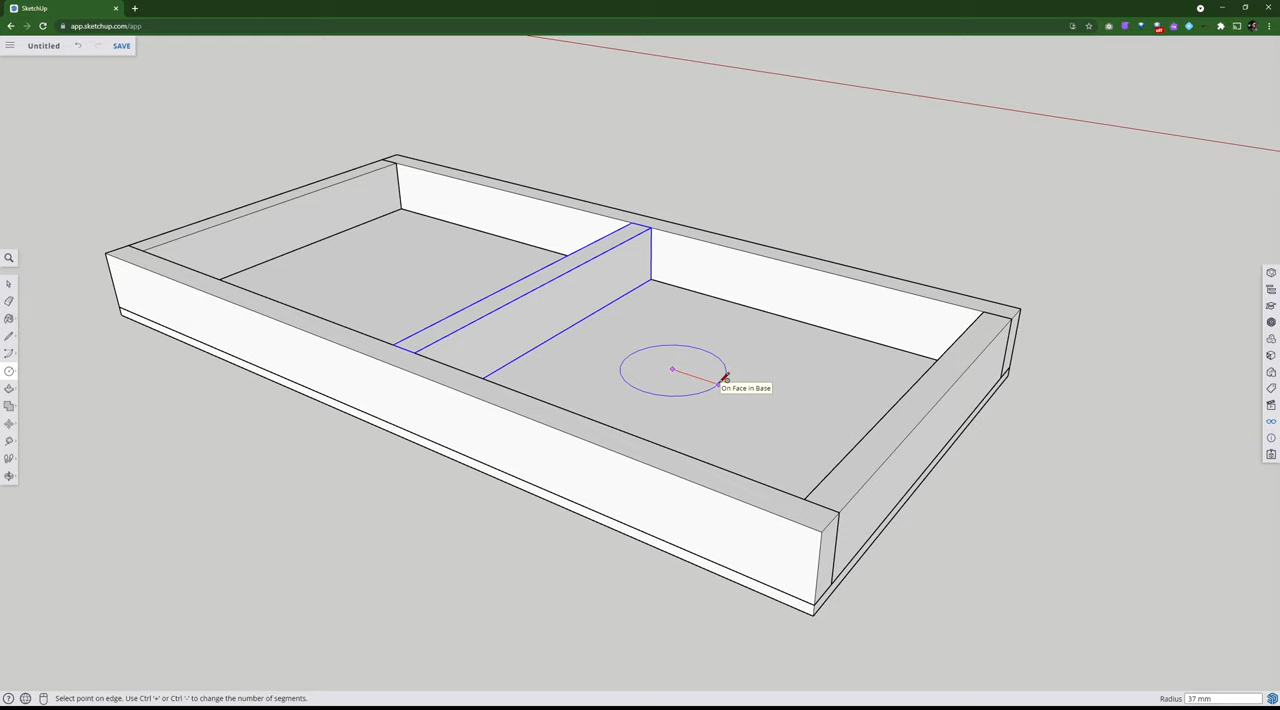 SketchUp
app.sketchup.com/app
Untitled
SAVE
On Face in Base
Select point on edge. Use Ctrl '+' or Ctrl '-' to change the number of segments.
Radius
37 mm